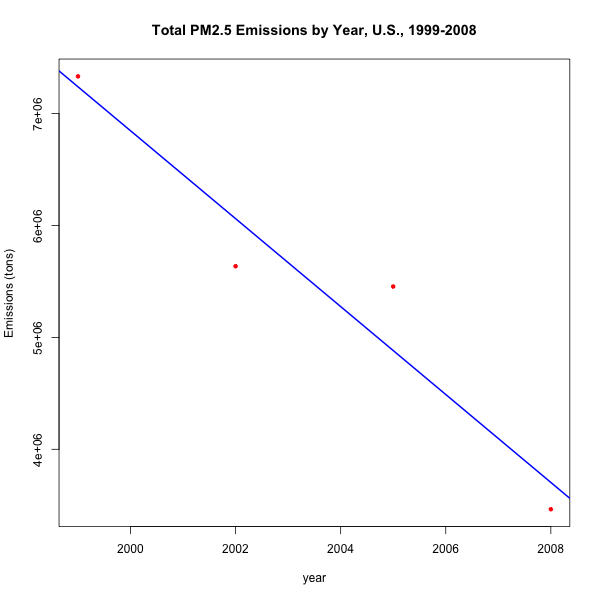 Total PM2.5 Emissions by Year, U.S., 1999-2008
Emissions (tons)
7e+06
6e+06
5e+06
4e+06
2000 2002 2004 2006 2008
year